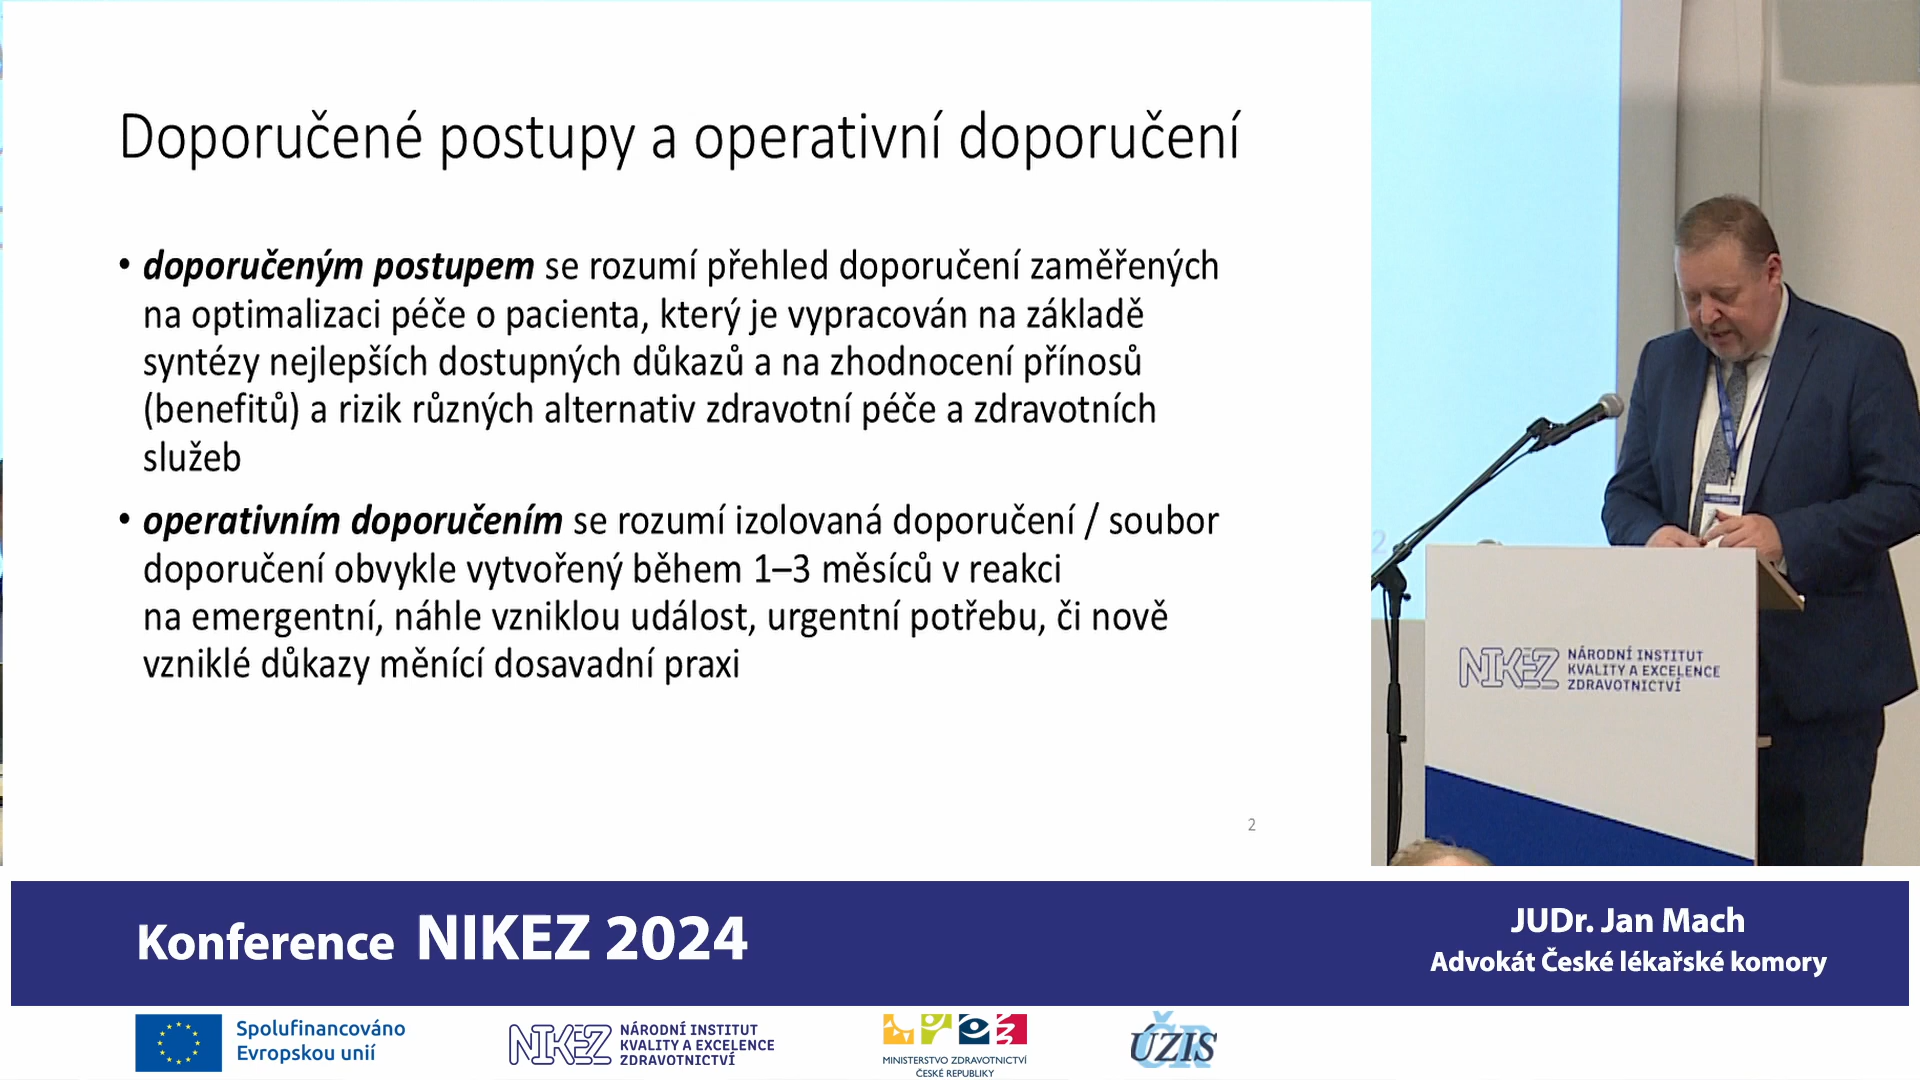 Doporučené postupy a operativní doporučení
• doporučeným postupem se rozumí přehled doporučení zaměřených
na optimalizaci péče o pacienta, který je vypracován na základě
syntézy nejlepších dostupných důkazů a na zhodnocení přínosů
(benefitů) a rizik různých alternativ zdravotní péče a zdravotních
služeb
• operativním doporučením se rozumí izolovaná doporučení / soubor
doporučení obvykle vytvořený během 1–3 měsíců v reakci
na emergentní, náhle vzniklou událost, urgentní potřebu, či nově
vzniklé důkazy měnící dosavadní praxi
2
2
NIKEZ
NÁRODNÍ INSTITUT
KVALITY A EXCELENCE
ZDRAVOTNICTVÍ
Konference NIKEZ 2024
JUDr. Jan Mach
Advokát České lékařské komory
Spolufinancováno
Evropskou unií
NIKEZ
NÁRODNÍ INSTITUT
KVALITY A EXCELENCE
ZDRAVOTNICTVÍ
MINISTERSTVO ZDRAVOTNICTVÍ
ČESKÉ REPUBLIKY
ÚZIS ČR